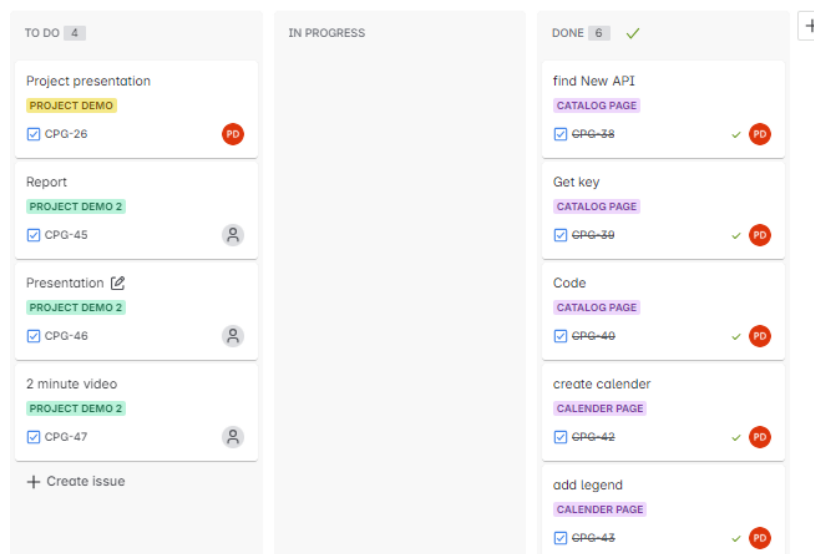 TO DO 4
Project presentation
PROJECT DEMO
CPG-26
PD
Report
PROJECT DEMO 2
CPG-45
Presentation
PROJECT DEMO 2
CPG-46
2 minute video
PROJECT DEMO 2
CPG-47
+ Create issue
IN PROGRESS
DONE 6
find New API
CATALOG PAGE
CPG-38
PD
Get key
CATALOG PAGE
CPG-39
PD
Code
CATALOG PAGE
CPG-40
PD
create calender
CALENDER PAGE
CPG-42
PD
add legend
CALENDER PAGE
CPG-43
PD